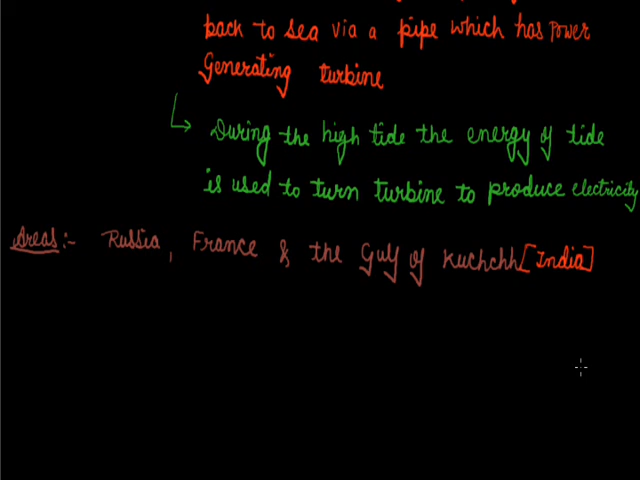 back to sea via a pipe which has power
Generating turbine
During the high tide the energy of tide
is used to turn turbine to produce electricity
Areas:- Russia, France & the Gulf of Kuchchh [India]